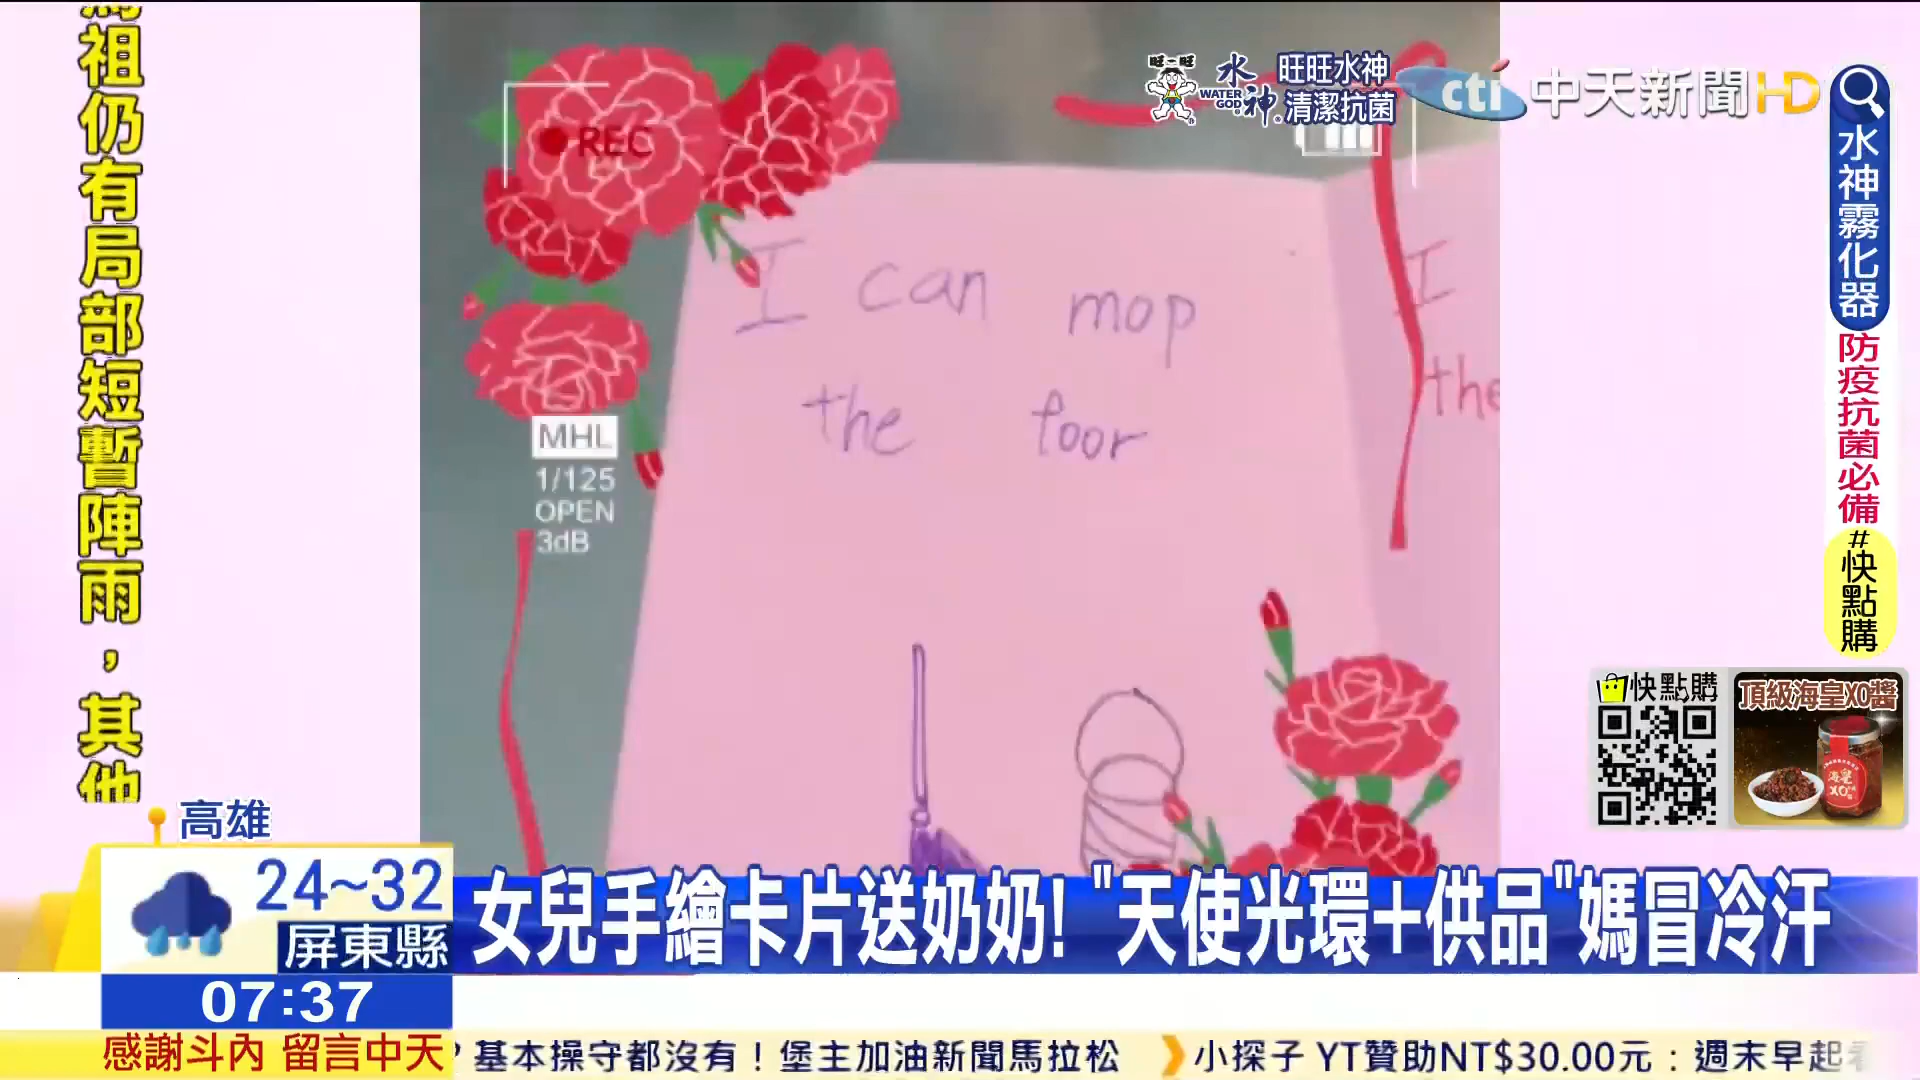 祖仍有局部短暫陣雨，其他
REC
I can mop
the foor
I
the
MHL
1/125
OPEN
3dB
旺旺
水神
WATER GOD
旺旺水神
清潔抗菌
cti 中天新聞HD
水神霧化器
防疫抗菌必備
#快點購
快點購
頂級海皇XO醬
海皇
XO
高雄
24~32
屏東縣
07:37
女兒手繪卡片送奶奶! "天使光環+供品"媽冒冷汗
感謝斗內 留言中天
? 基本操守都沒有！堡主加油新聞馬拉松 小探子 YT贊助NT$30.00元：週末早起